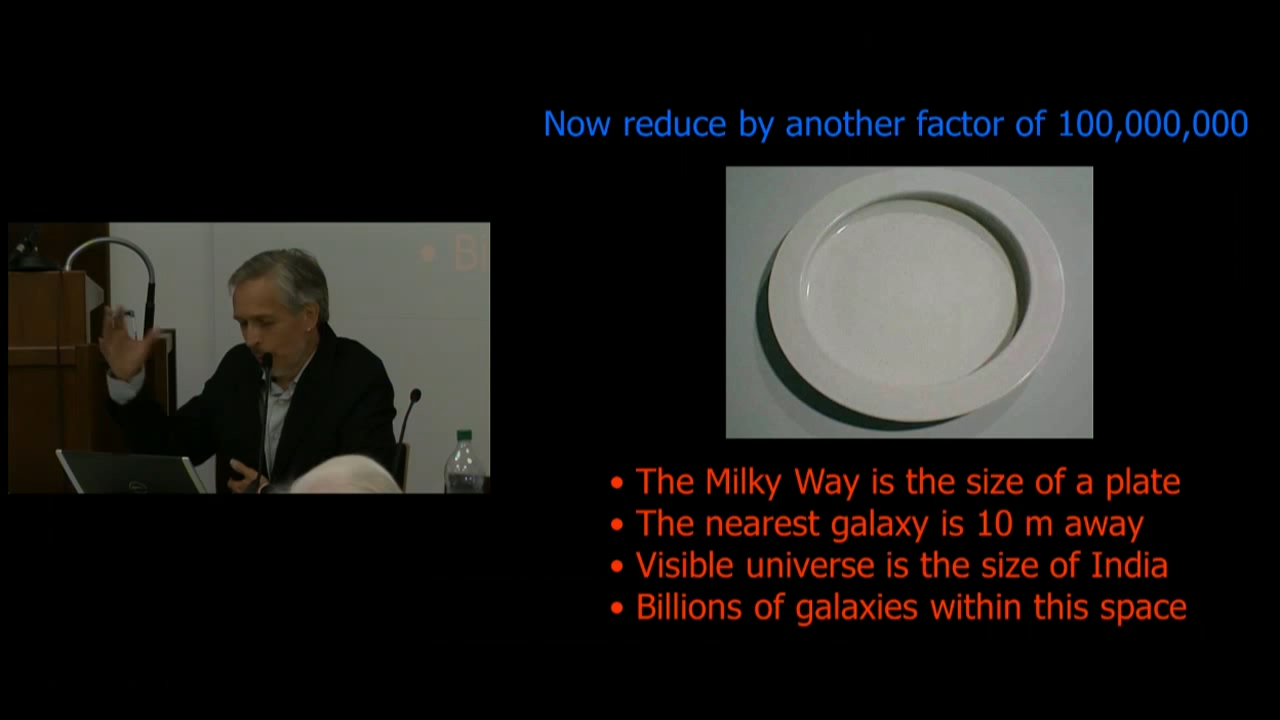 Now reduce by another factor of 100,000,000
• Bi
• The Milky Way is the size of a plate
• The nearest galaxy is 10 m away
• Visible universe is the size of India
• Billions of galaxies within this space